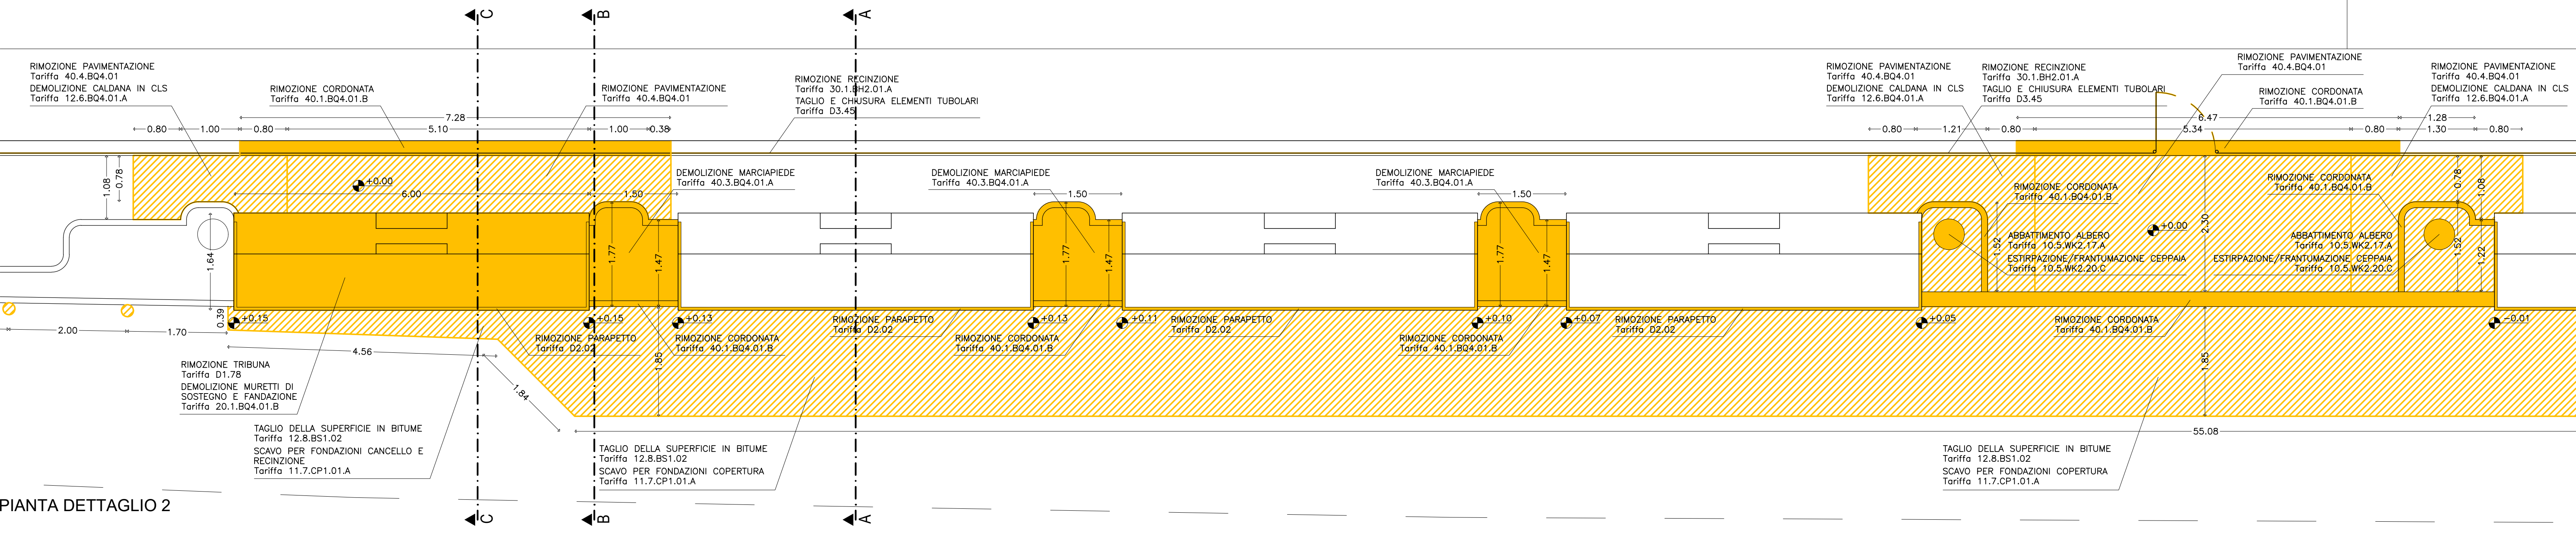 C
B
A
RIMOZIONE PAVIMENTAZIONE
Tariffa 40.4.BQ4.01
DEMOLIZIONE CALDANA IN CLS
Tariffa 12.6.BQ4.01.A
RIMOZIONE CORDONATA
Tariffa 40.1.BQ4.01.B
RIMOZIONE PAVIMENTAZIONE
Tariffa 40.4.BQ4.01
RIMOZIONE RECINZIONE
Tariffa 30.1.BH2.01.A
TAGLIO E CHIUSURA ELEMENTI TUBOLARI
Tariffa D3.45
RIMOZIONE PAVIMENTAZIONE
Tariffa 40.4.BQ4.01
DEMOLIZIONE CALDANA IN CLS
Tariffa 12.6.BQ4.01.A
RIMOZIONE RECINZIONE
Tariffa 30.1.BH2.01.A
TAGLIO E CHIUSURA ELEMENTI TUBOLARI
Tariffa D3.45
RIMOZIONE PAVIMENTAZIONE
Tariffa 40.4.BQ4.01
RIMOZIONE CORDONATA
Tariffa 40.1.BQ4.01.B
RIMOZIONE PAVIMENTAZIONE
Tariffa 40.4.BQ4.01
DEMOLIZIONE CALDANA IN CLS
Tariffa 12.6.BQ4.01.A
7.28
6.47
1.28
0.80 1.00 0.80 5.10 1.00 0.38
0.80 1.21 0.80 5.34 0.80 1.30 0.80
1.08
0.78
+0.00
6.00
1.50
DEMOLIZIONE MARCIAPIEDE
Tariffa 40.3.BQ4.01.A
DEMOLIZIONE MARCIAPIEDE
Tariffa 40.3.BQ4.01.A
1.50
DEMOLIZIONE MARCIAPIEDE
Tariffa 40.3.BQ4.01.A
1.50
RIMOZIONE CORDONATA
Tariffa 40.1.BQ4.01.B
RIMOZIONE CORDONATA
Tariffa 40.1.BQ4.01.B
0.78
1.08
2.30
+0.00
1.64
1.77
1.47
1.77
1.47
1.77
1.47
1.52
1.52
1.22
ABBATTIMENTO ALBERO
Tariffa 10.5.WK2.17.A
ESTIRPAZIONE/FRANTUMAZIONE CEPPAIA
Tariffa 10.5.WK2.20.C
ABBATTIMENTO ALBERO
Tariffa 10.5.WK2.17.A
ESTIRPAZIONE/FRANTUMAZIONE CEPPAIA
Tariffa 10.5.WK2.20.C
2.00
1.70
0.39
+0.15
+0.15
+0.13
+0.13
+0.11
+0.10
+0.07
+0.05
-0.01
RIMOZIONE PARAPETTO
Tariffa D2.02
RIMOZIONE CORDONATA
Tariffa 40.1.BQ4.01.B
RIMOZIONE PARAPETTO
Tariffa D2.02
RIMOZIONE CORDONATA
Tariffa 40.1.BQ4.01.B
RIMOZIONE PARAPETTO
Tariffa D2.02
RIMOZIONE CORDONATA
Tariffa 40.1.BQ4.01.B
RIMOZIONE PARAPETTO
Tariffa D2.02
RIMOZIONE CORDONATA
Tariffa 40.1.BQ4.01.B
4.56
1.84
1.85
1.85
RIMOZIONE TRIBUNA
Tariffa D1.78
DEMOLIZIONE MURETTI DI
SOSTEGNO E FANDAZIONE
Tariffa 20.1.BQ4.01.B
TAGLIO DELLA SUPERFICIE IN BITUME
Tariffa 12.8.BS1.02
SCAVO PER FONDAZIONI CANCELLO E
RECINZIONE
Tariffa 11.7.CP1.01.A
TAGLIO DELLA SUPERFICIE IN BITUME
Tariffa 12.8.BS1.02
SCAVO PER FONDAZIONI COPERTURA
Tariffa 11.7.CP1.01.A
55.08
TAGLIO DELLA SUPERFICIE IN BITUME
Tariffa 12.8.BS1.02
SCAVO PER FONDAZIONI COPERTURA
Tariffa 11.7.CP1.01.A
PIANTA DETTAGLIO 2
C
B
A